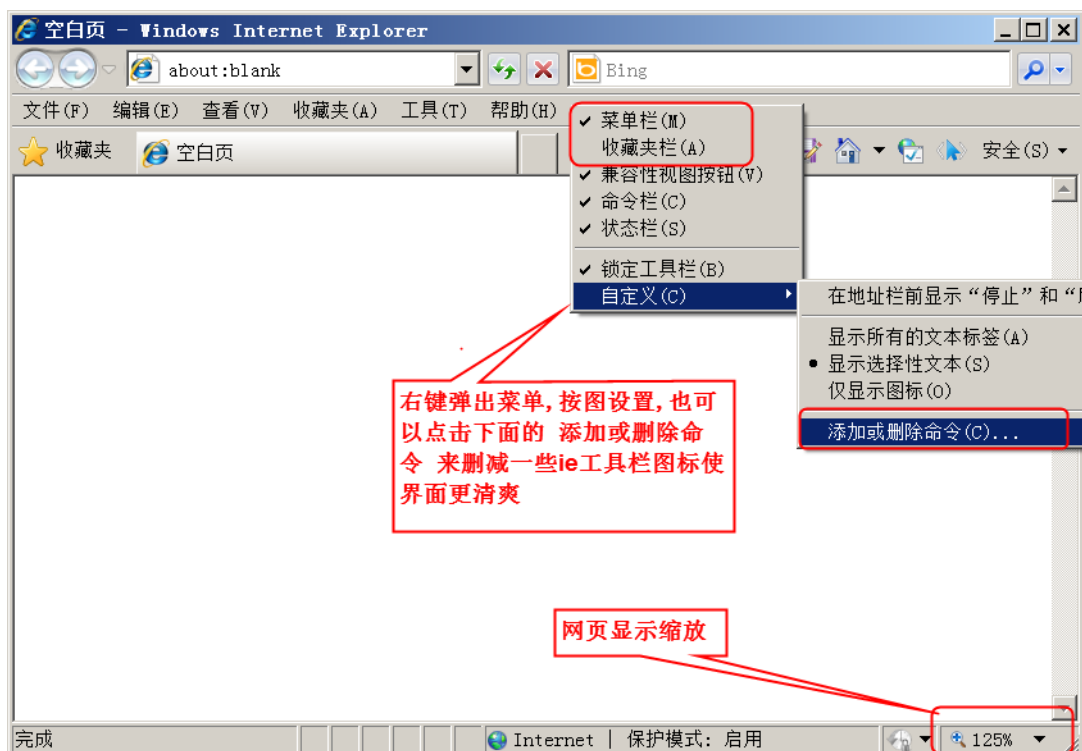 空白页 - Windows Internet Explorer
about:blank
Bing
文件(F) 编辑(E) 查看(V) 收藏夹(A) 工具(T) 帮助(H)
收藏夹
空白页
安全(S)
菜单栏(M)
收藏夹栏(A)
兼容性视图按钮(V)
命令栏(C)
状态栏(S)
锁定工具栏(B)
自定义(C)
在地址栏前显示“停止”和“
显示所有的文本标签(A)
显示选择性文本(S)
仅显示图标(O)
添加或删除命令(C)...
右键弹出菜单,按图设置,也可
以点击下面的 添加或删除命
令 来删减一些ie工具栏图标使
界面更清爽
网页显示缩放
完成
Internet | 保护模式: 启用
125%